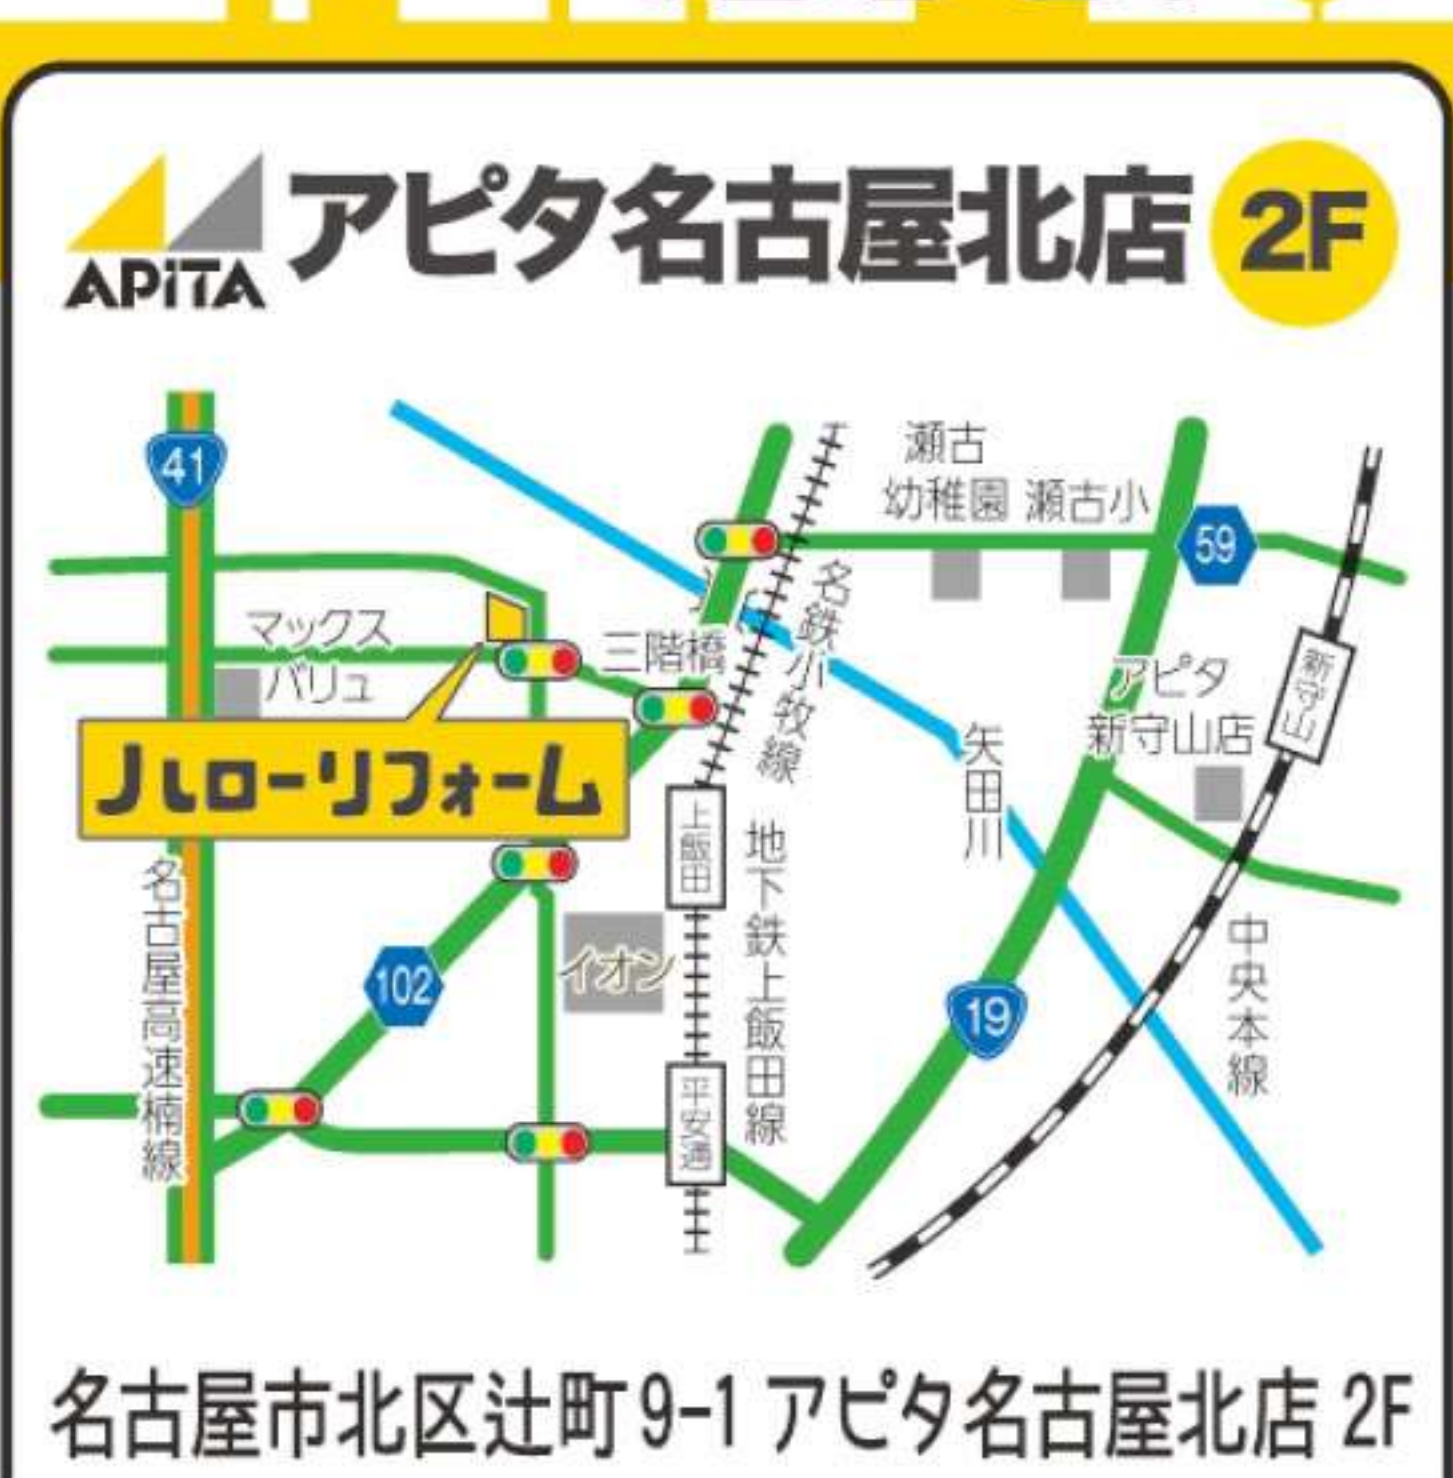 APiTA アピタ名古屋北店 2F
41
瀬古
幼稚園 瀬古小
59
名鉄小牧線
マックス
バリュ
三階橋
新守山
アピタ
新守山店
ハローリフォーム
矢田川
上飯田
地下鉄上飯田線
名古屋高速楠線
イオン
102
19
中央本線
平安通
名古屋市北区辻町9-1 アピタ名古屋北店 2F